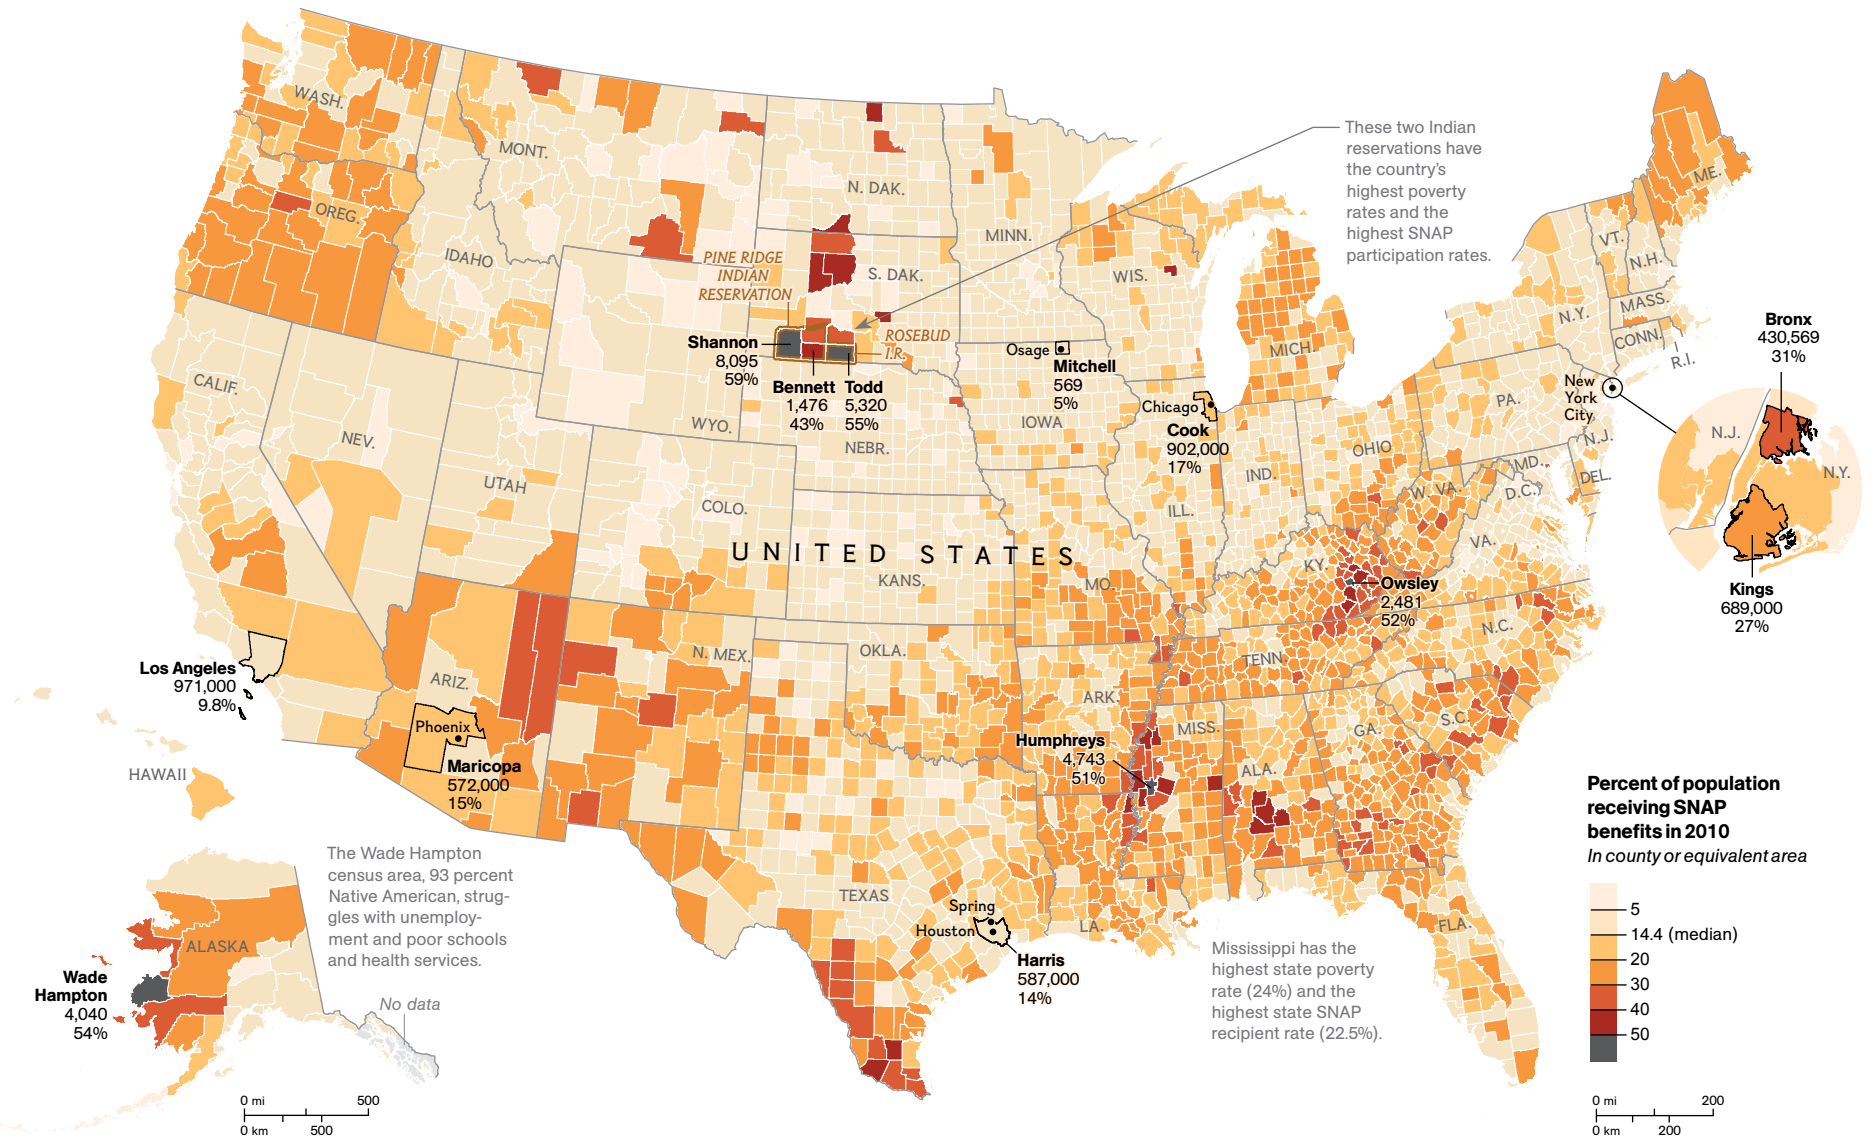 WASH.
MONT.
N. DAK.
MINN.
OREG.
IDAHO
S. DAK.
WIS.
MICH.
N.Y.
VT.
N.H.
ME.
MASS.
CONN.
R.I.
These two Indian
reservations have
the country's
highest poverty
rates and the
highest SNAP
participation rates.
PINE RIDGE
INDIAN
RESERVATION
ROSEBUD
I.R.
Shannon
8,095
59%
Bennett
1,476
43%
Todd
5,320
55%
Osage
Mitchell
569
5%
Chicago
Cook
902,000
17%
New
York
City
Bronx
430,569
31%
N.J.
N.Y.
Kings
689,000
27%
CALIF.
NEV.
UTAH
WYO.
COLO.
NEBR.
IOWA
ILL.
IND.
OHIO
PA.
N.J.
MD.
DEL.
D.C.
W. VA.
VA.
UNITED STATES
KANS.
MO.
KY.
Owsley
2,481
52%
N.C.
TENN.
ARIZ.
N. MEX.
OKLA.
ARK.
MISS.
ALA.
GA.
S.C.
Los Angeles
971,000
9.8%
Phoenix
Maricopa
572,000
15%
Humphreys
4,743
51%
HAWAII
TEXAS
LA.
FLA.
Spring
Houston
Harris
587,000
14%
Mississippi has the
highest state poverty
rate (24%) and the
highest state SNAP
recipient rate (22.5%).
The Wade Hampton
census area, 93 percent
Native American, strug-
gles with unemploy-
ment and poor schools
and health services.
ALASKA
Wade
Hampton
4,040
54%
No data
0 mi 500
0 km 500
Percent of population
receiving SNAP
benefits in 2010
In county or equivalent area
5
14.4 (median)
20
30
40
50
0 mi 200
0 km 200